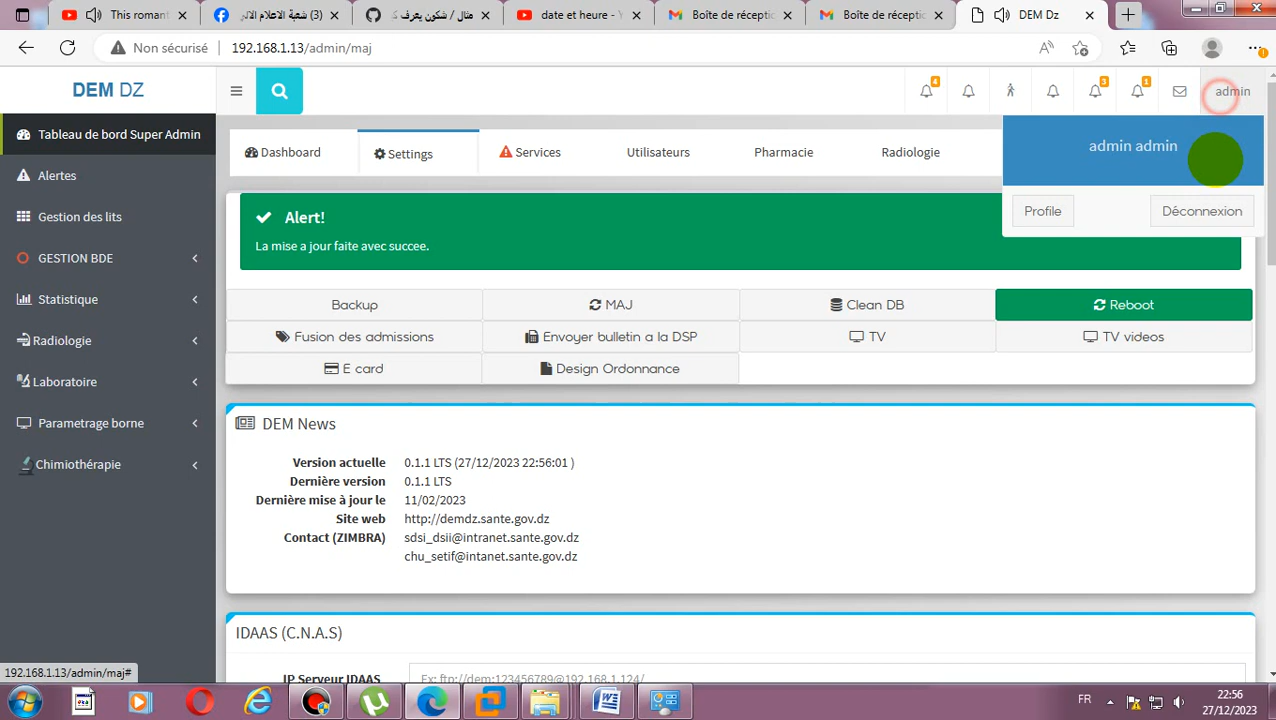 This romant
(3) شعبة الاعلام الالي
مثال / شكون يعرف ك
date et heure - Y
Boîte de réceptic
Boîte de réceptic
DEM Dz
Non sécurisé
192.168.1.13/admin/maj
DEM DZ
4
3
1
admin
Tableau de bord Super Admin
Alertes
Gestion des lits
GESTION BDE
Statistique
Radiologie
Laboratoire
Parametrage borne
Chimiothérapie
Dashboard
Settings
Services
Utilisateurs
Pharmacie
Radiologie
admin admin
Profile
Déconnexion
Alert!
La mise a jour faite avec succee.
Backup
MAJ
Clean DB
Reboot
Fusion des admissions
Envoyer bulletin a la DSP
TV
TV videos
E card
Design Ordonnance
DEM News
Version actuelle 0.1.1 LTS (27/12/2023 22:56:01 )
Dernière version 0.1.1 LTS
Dernière mise à jour le 11/02/2023
Site web http://demdz.sante.gov.dz
Contact (ZIMBRA) sdsi_dsii@intranet.sante.gov.dz
chu_setif@intanet.sante.gov.dz
IDAAS (C.N.A.S)
IP Serveur IDAAS Ex: ftp://dem:123456789@192.168.1.124/
192.168.1.13/admin/maj#
FR
22:56
27/12/2023